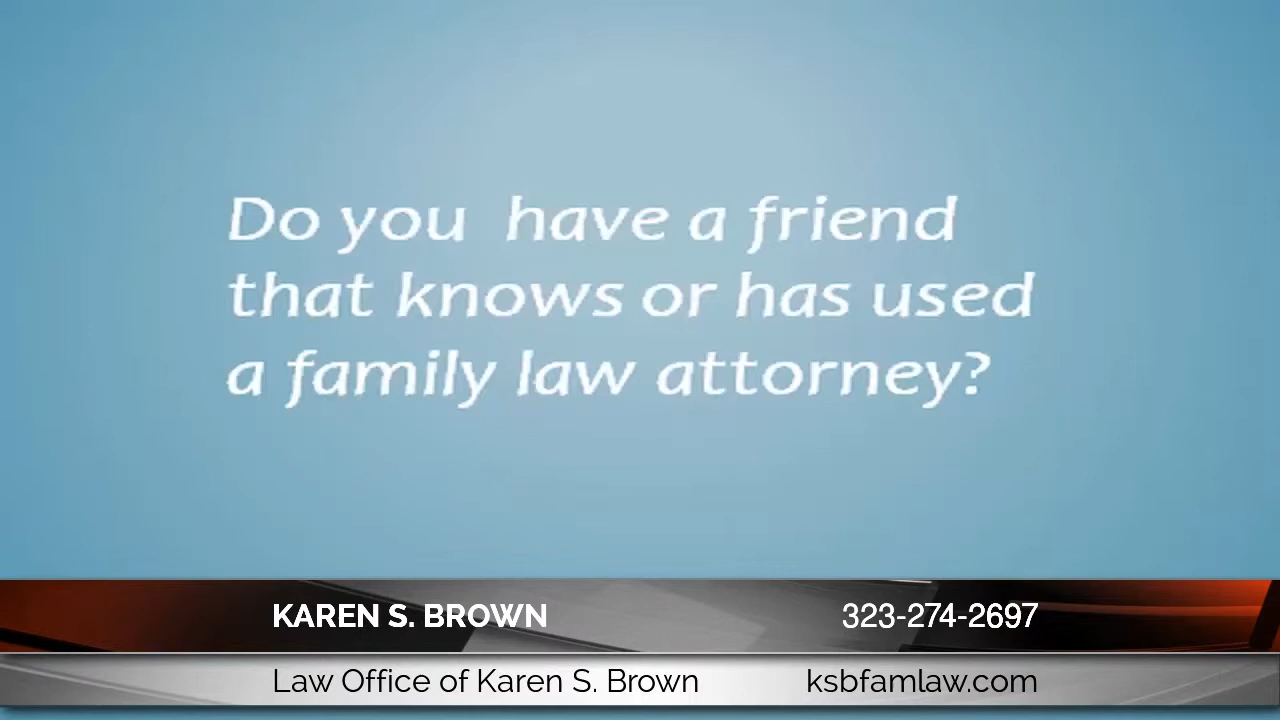 Do you have a friend
that knows or has used
a family law attorney?
KAREN S. BROWN 323-274-2697
Law Office of Karen S. Brown ksbfamlaw.com